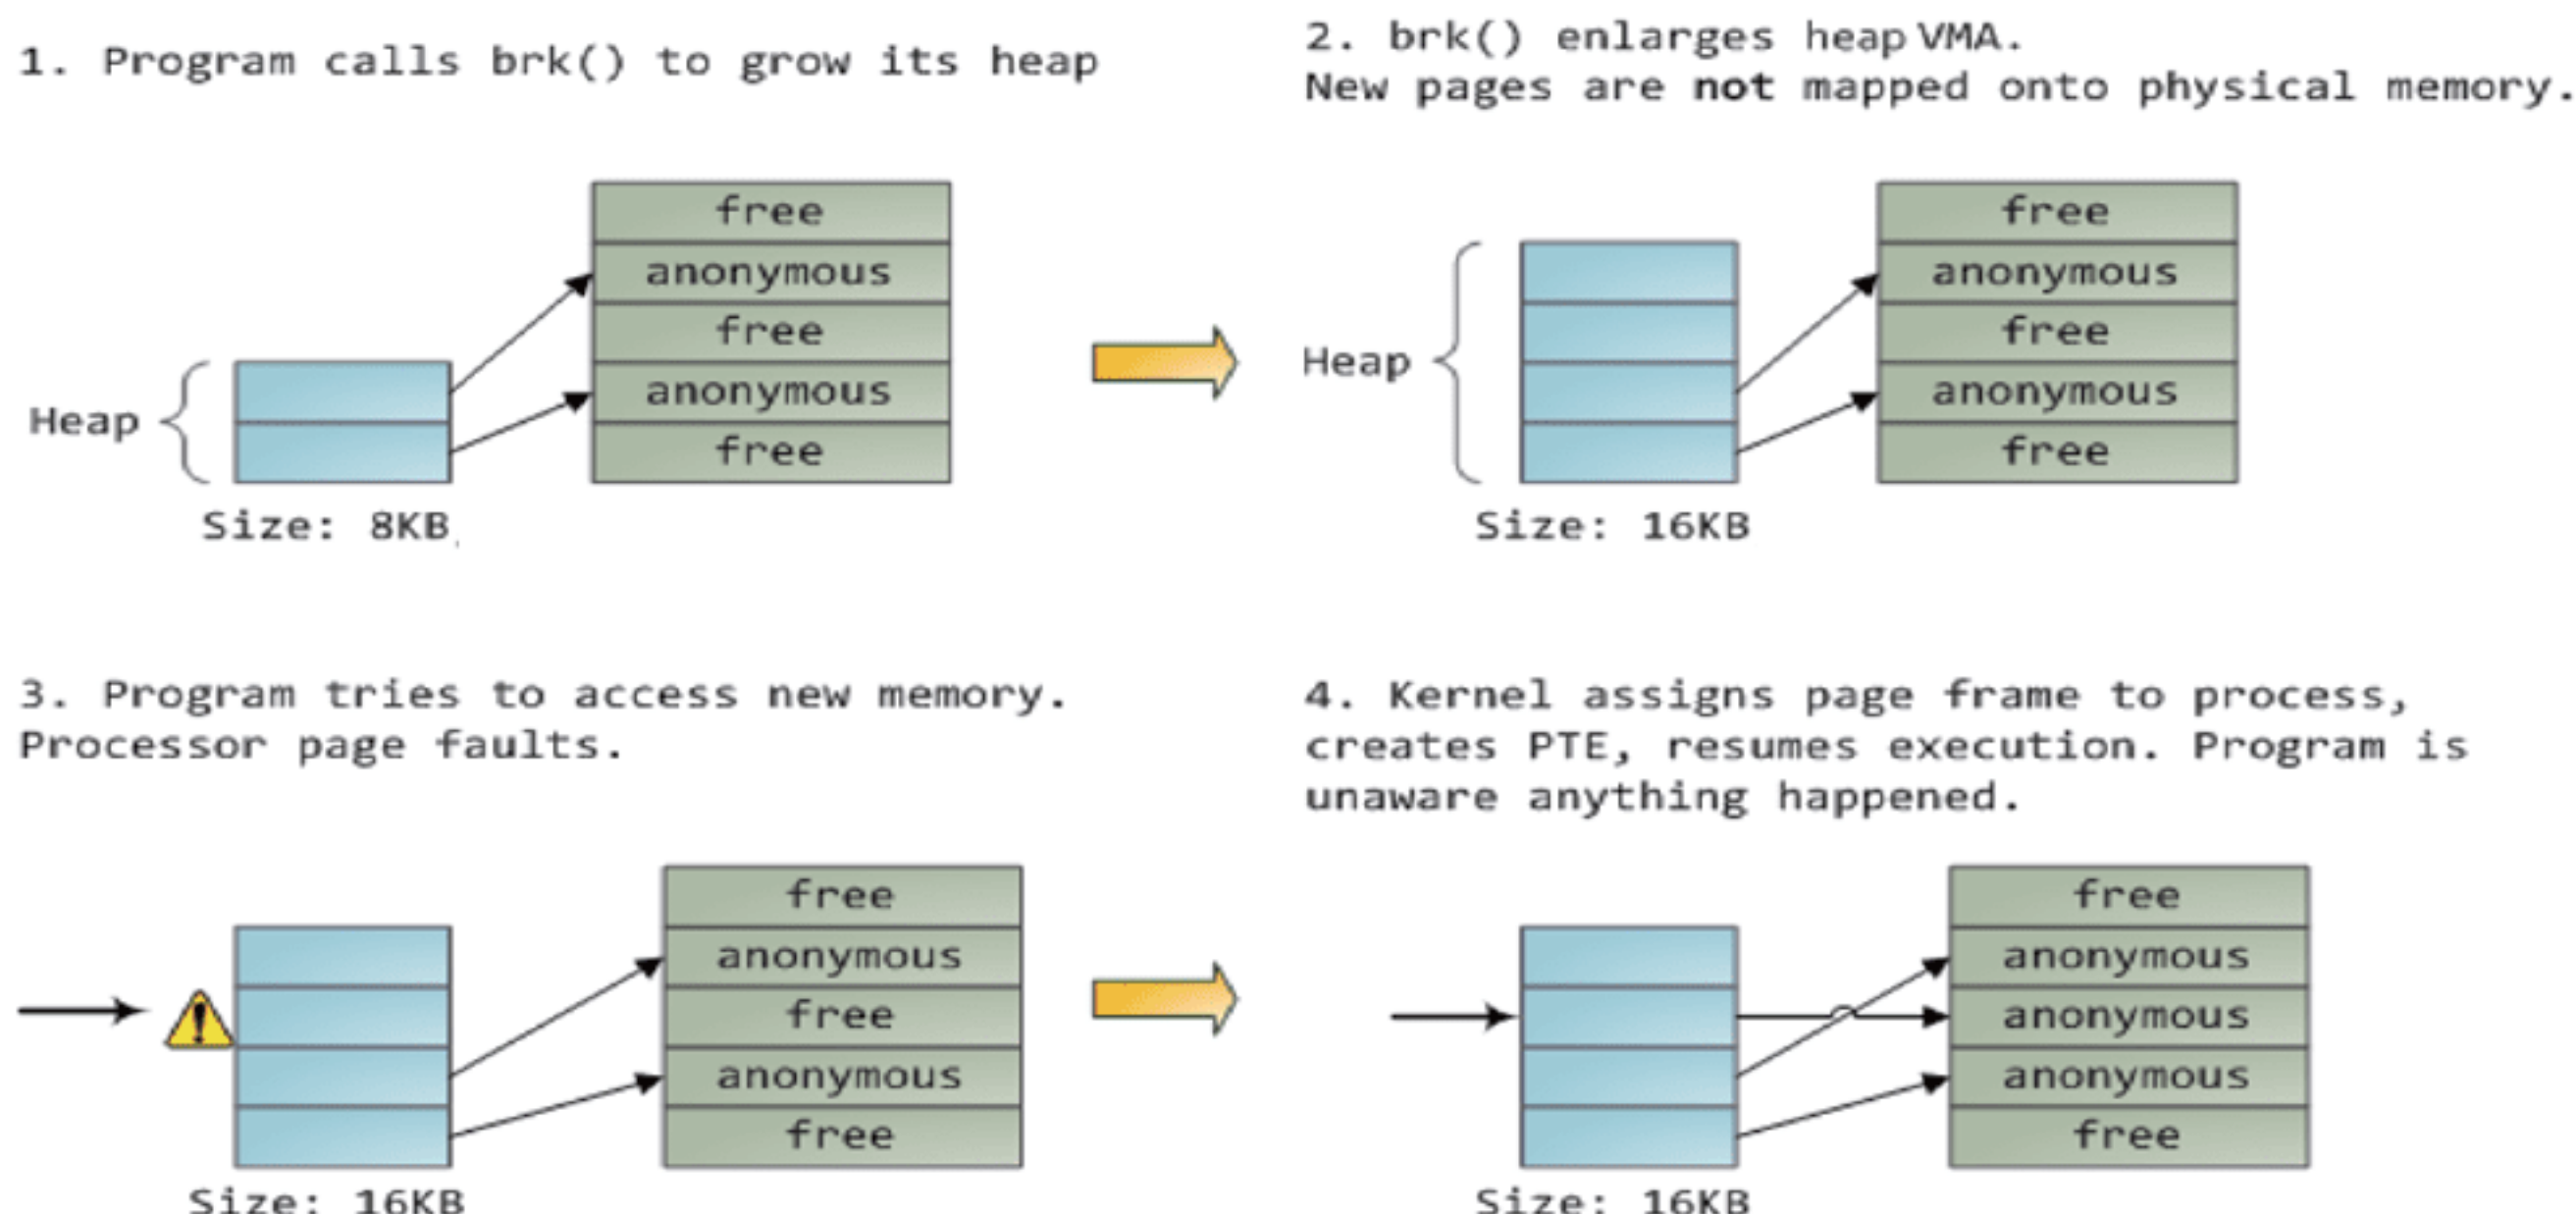 1. Program calls brk() to grow its heap
2. brk() enlarges heap VMA.
New pages are not mapped onto physical memory.
free
anonymous
free
anonymous
free
Heap
Size: 8KB
free
anonymous
free
anonymous
free
Heap
Size: 16KB
3. Program tries to access new memory.
Processor page faults.
4. Kernel assigns page frame to process,
creates PTE, resumes execution. Program is
unaware anything happened.
free
anonymous
free
anonymous
free
Size: 16KB
free
anonymous
anonymous
anonymous
free
Size: 16KB